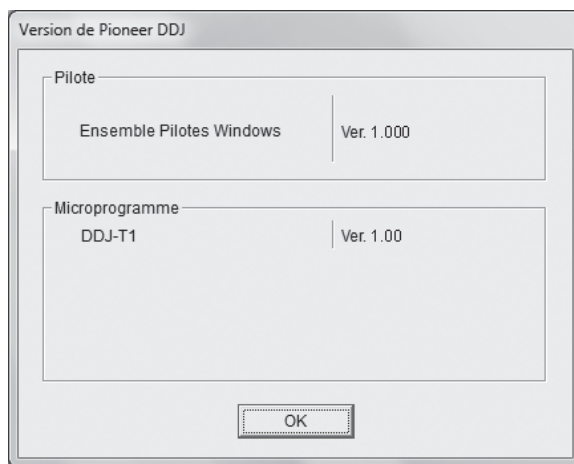 Version de Pioneer DDJ
Pilote
Ensemble Pilotes Windows Ver. 1.000
Microprogramme
DDJ-T1 Ver. 1.00
OK